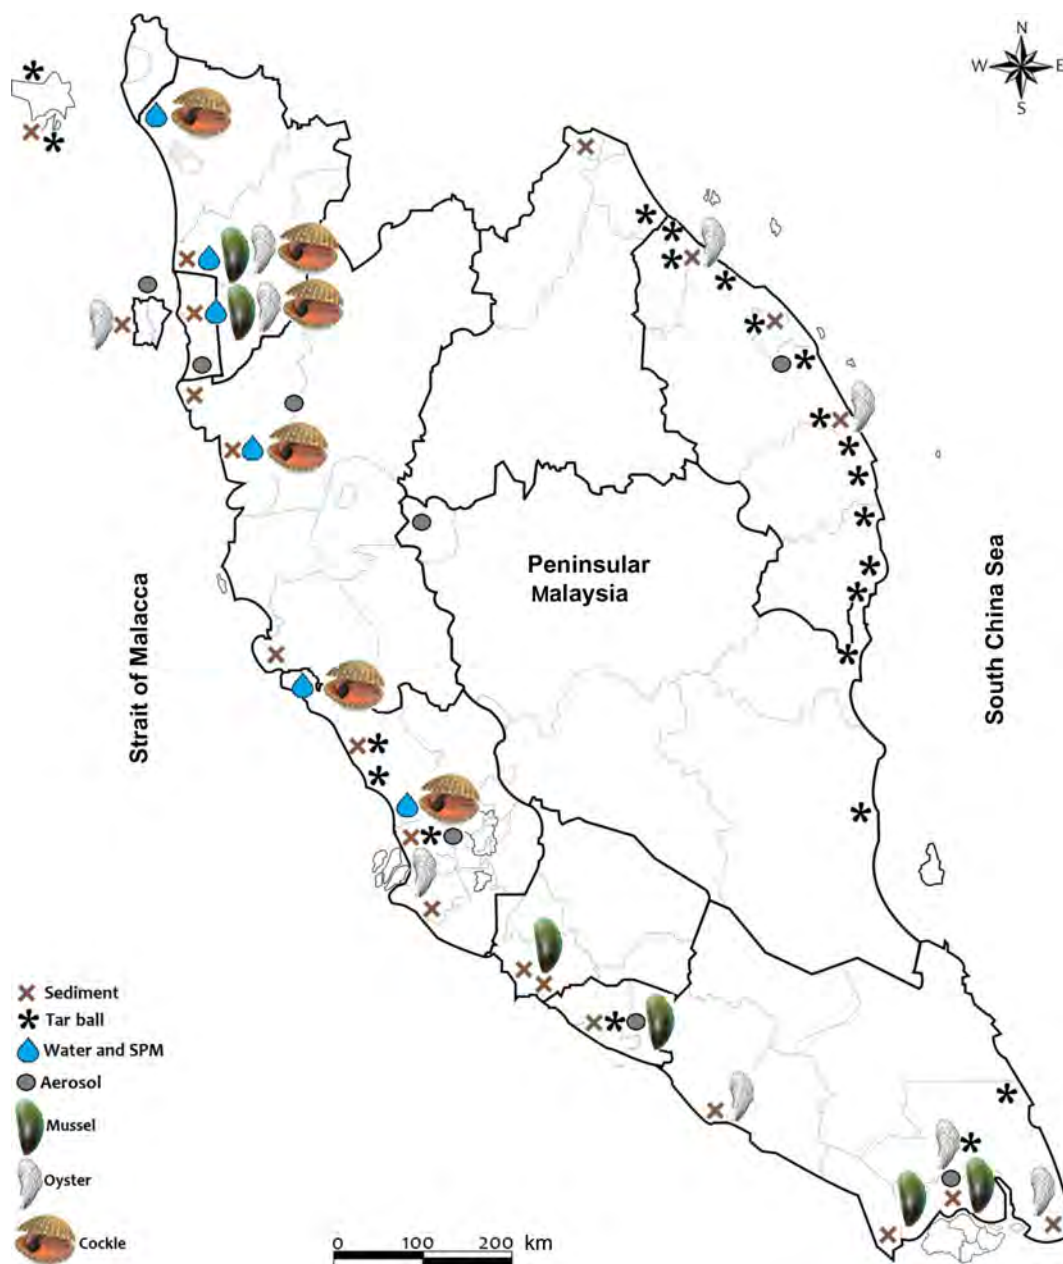 N
W E
S
Peninsular
Malaysia
Strait of Malacca
South China Sea
Sediment
Tar ball
Water and SPM
Aerosol
Mussel
Oyster
Cockle
0 100 200 km